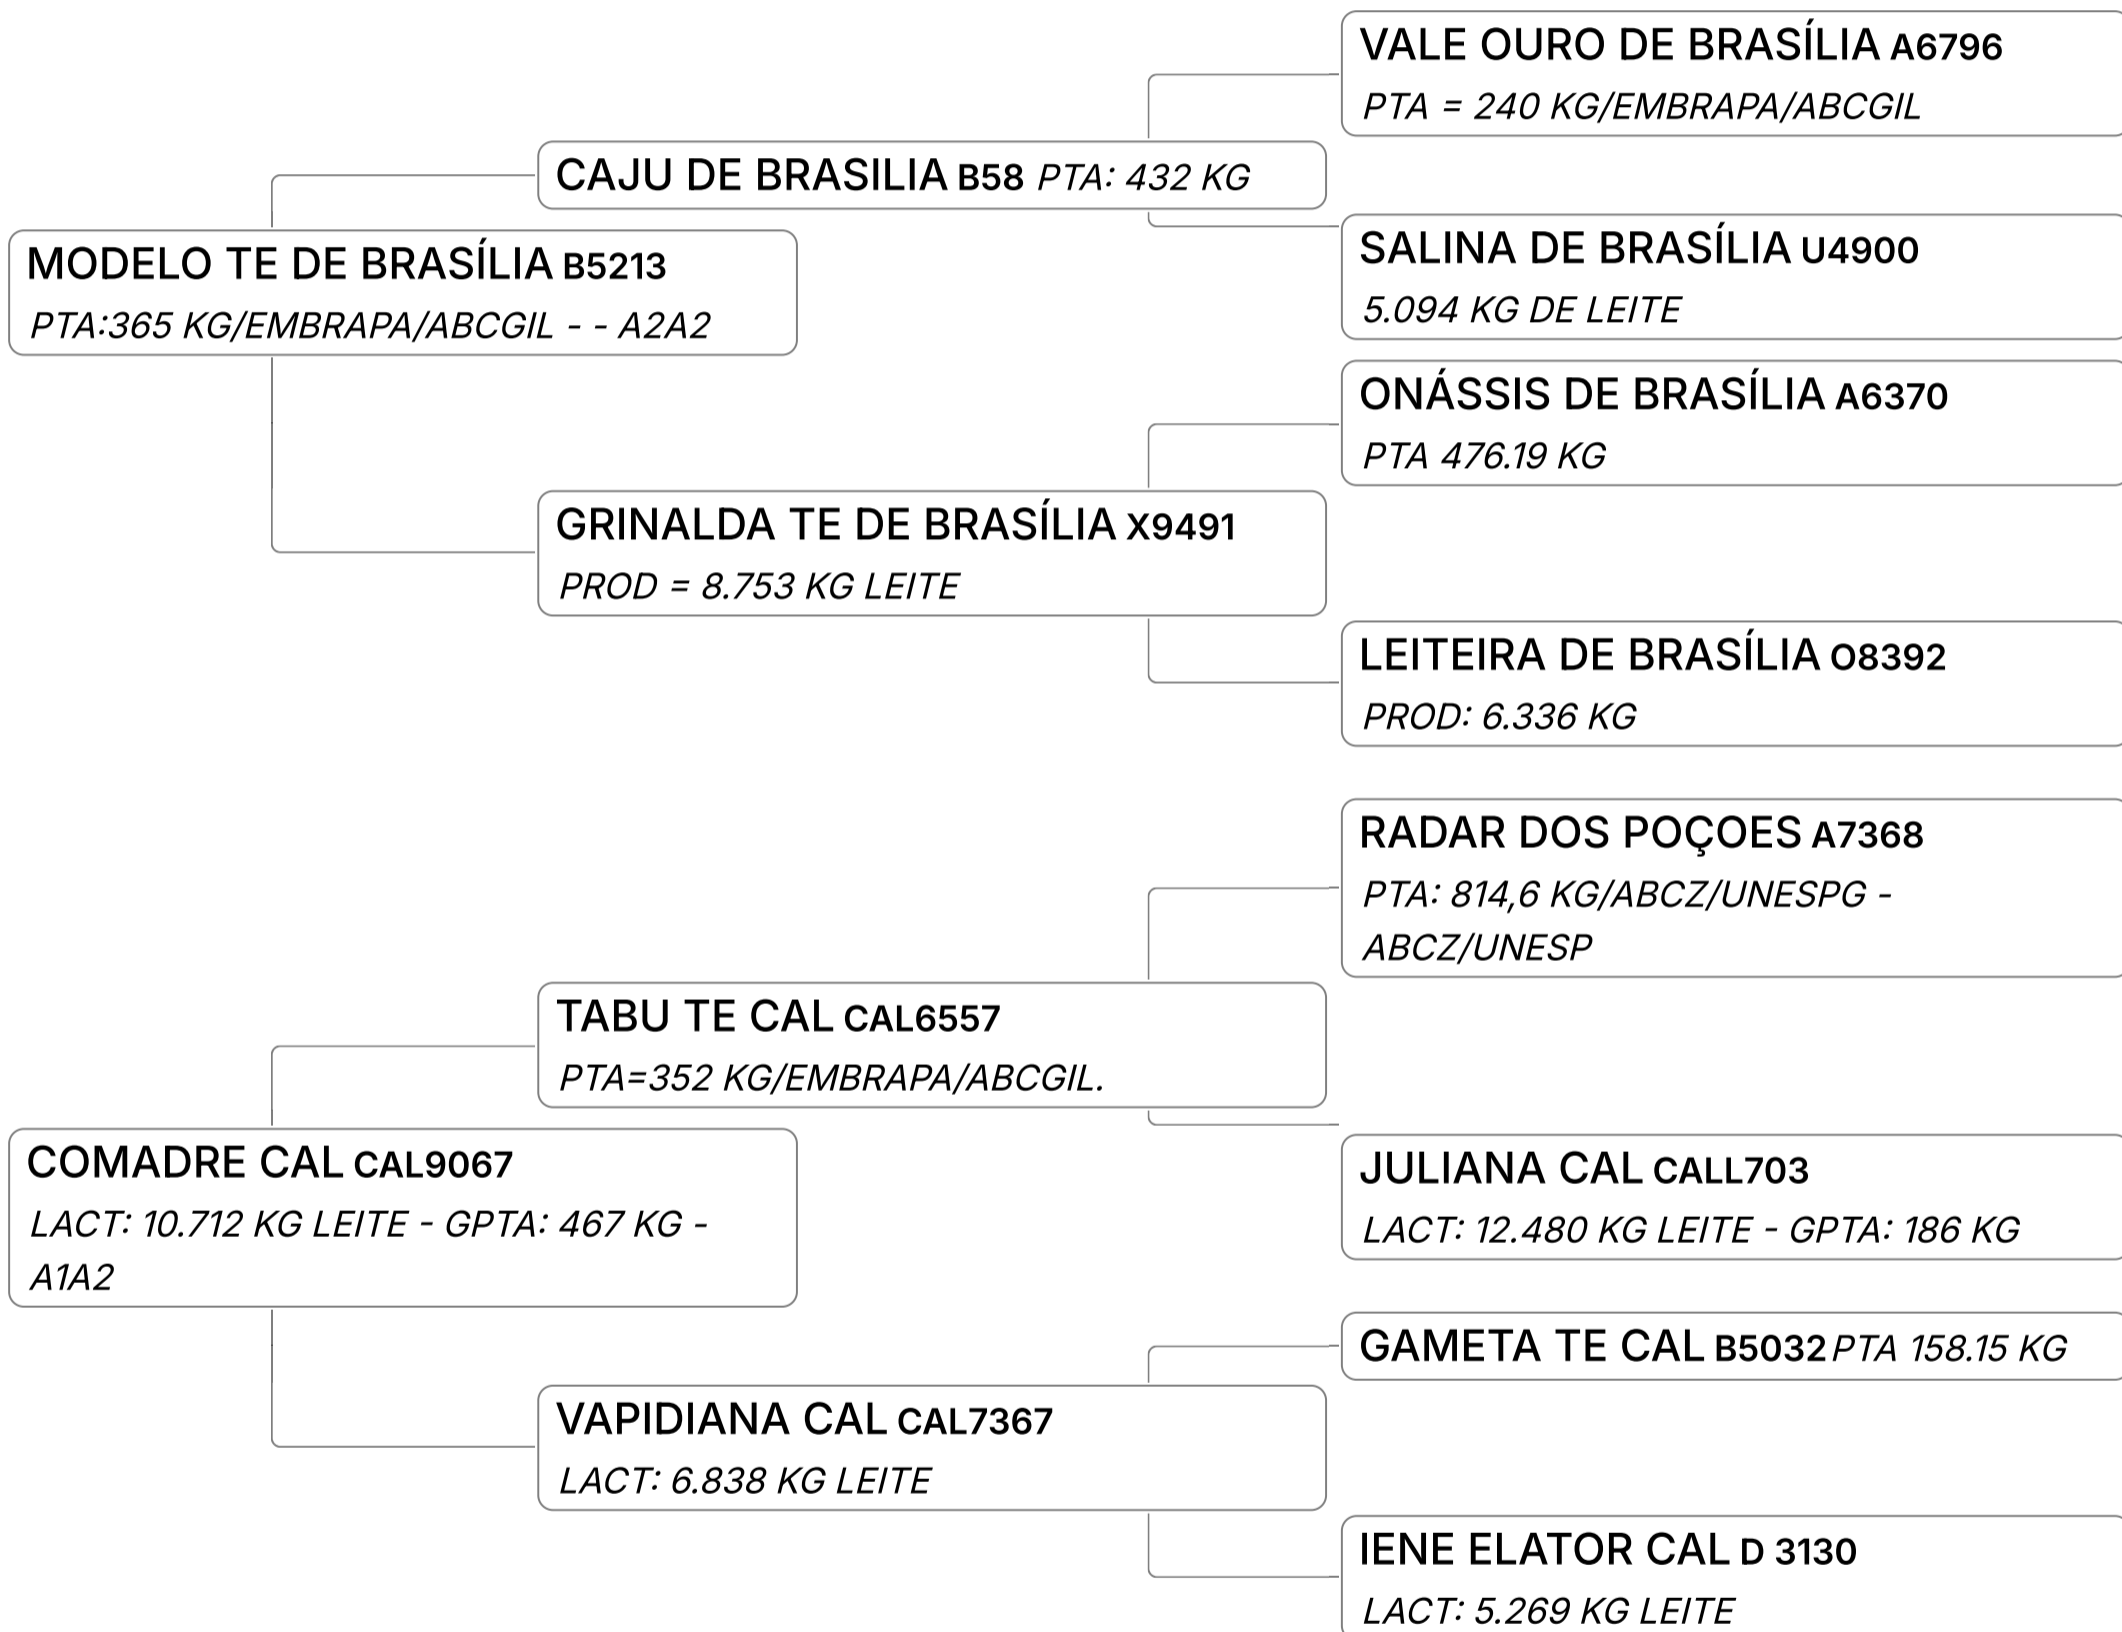 VALE OURO DE BRASÍLIA A6796
PTA = 240 KG/EMBRAPA/ABCGIL
CAJU DE BRASILIA B58 PTA: 432 KG
SALINA DE BRASÍLIA U4900
5.094 KG DE LEITE
MODELO TE DE BRASÍLIA B5213
PTA:365 KG/EMBRAPA/ABCGIL - - A2A2
ONÁSSIS DE BRASÍLIA A6370
PTA 476.19 KG
GRINALDA TE DE BRASÍLIA X9491
PROD = 8.753 KG LEITE
LEITEIRA DE BRASÍLIA O8392
PROD: 6.336 KG
RADAR DOS POÇOES A7368
PTA: 814,6 KG/ABCZ/UNESPG -
ABCZ/UNESP
TABU TE CAL CAL6557
PTA=352 KG/EMBRAPA/ABCGIL.
JULIANA CAL CALL703
LACT: 12.480 KG LEITE - GPTA: 186 KG
COMADRE CAL CAL9067
LACT: 10.712 KG LEITE - GPTA: 467 KG -
A1A2
GAMETA TE CAL B5032 PTA 158.15 KG
VAPIDIANA CAL CAL7367
LACT: 6.838 KG LEITE
IENE ELATOR CAL D 3130
LACT: 5.269 KG LEITE